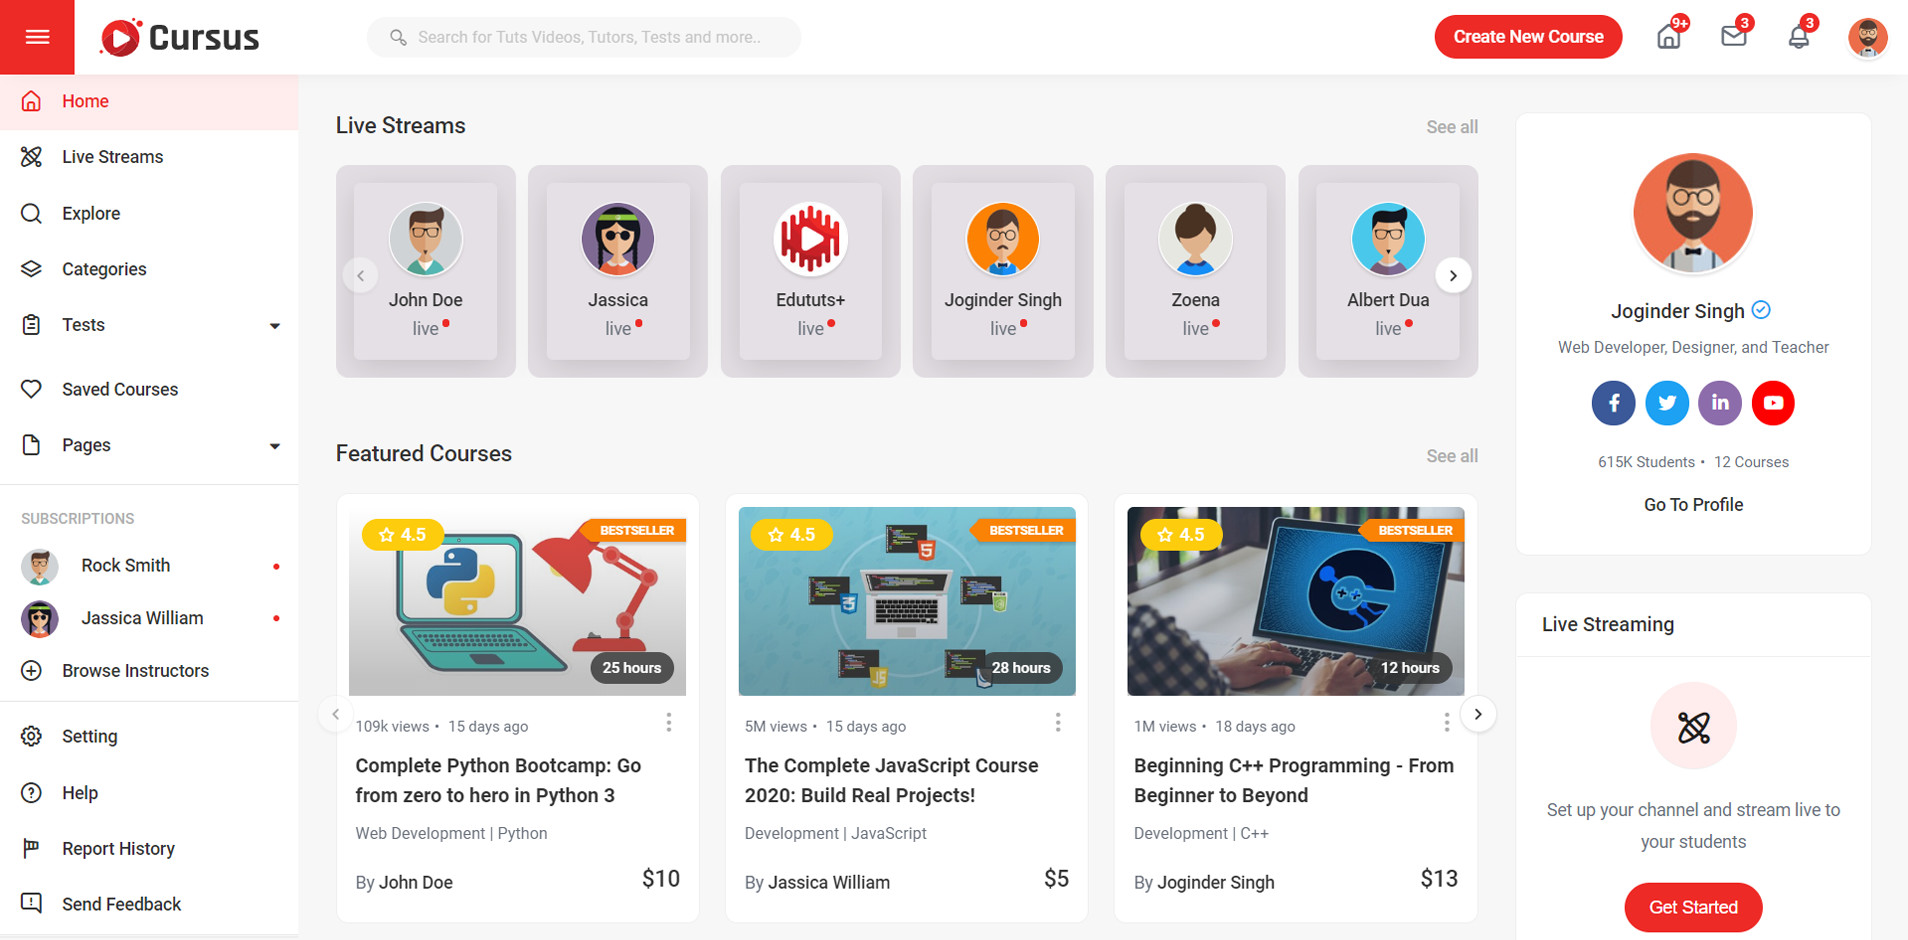 Cursus
Search for Tuts Videos, Tutors, Tests and more..
Create New Course
9+
3
3
Home
Live Streams
Explore
Categories
Tests
Saved Courses
Pages
SUBSCRIPTIONS
Rock Smith
Jassica William
Browse Instructors
Setting
Help
Report History
Send Feedback
Live Streams
See all
John Doe
live
Jassica
live
Edututs+
live
Joginder Singh
live
Zoena
live
Albert Dua
live
Featured Courses
See all
4.5
BESTSELLER
25 hours
109k views • 15 days ago
Complete Python Bootcamp: Go
from zero to hero in Python 3
Web Development | Python
By John Doe
$10
4.5
BESTSELLER
5
3
JS
28 hours
5M views • 15 days ago
The Complete JavaScript Course
2020: Build Real Projects!
Development | JavaScript
By Jassica William
$5
4.5
BESTSELLER
++
12 hours
1M views • 18 days ago
Beginning C++ Programming - From
Beginner to Beyond
Development | C++
By Joginder Singh
$13
Joginder Singh
Web Developer, Designer, and Teacher
f
in
615K Students • 12 Courses
Go To Profile
Live Streaming
Set up your channel and stream live to
your students
Get Started